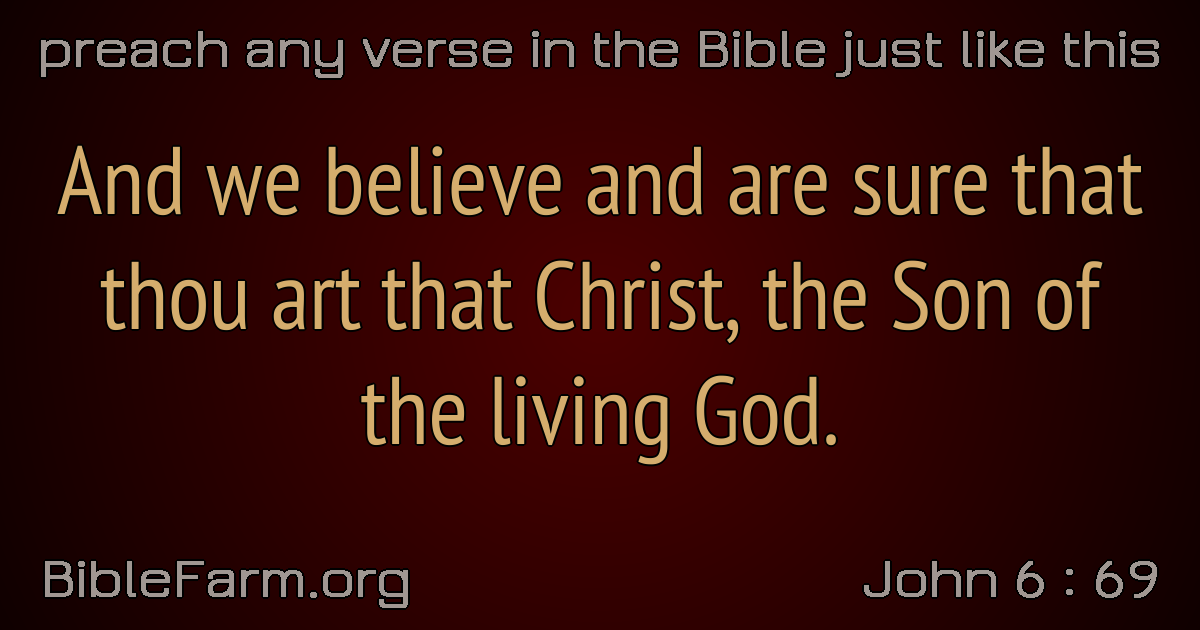 preach any verse in the Bible just like this
And we believe and are sure that
thou art that Christ, the Son of
the living God.
BibleFarm.org
John 6 : 69